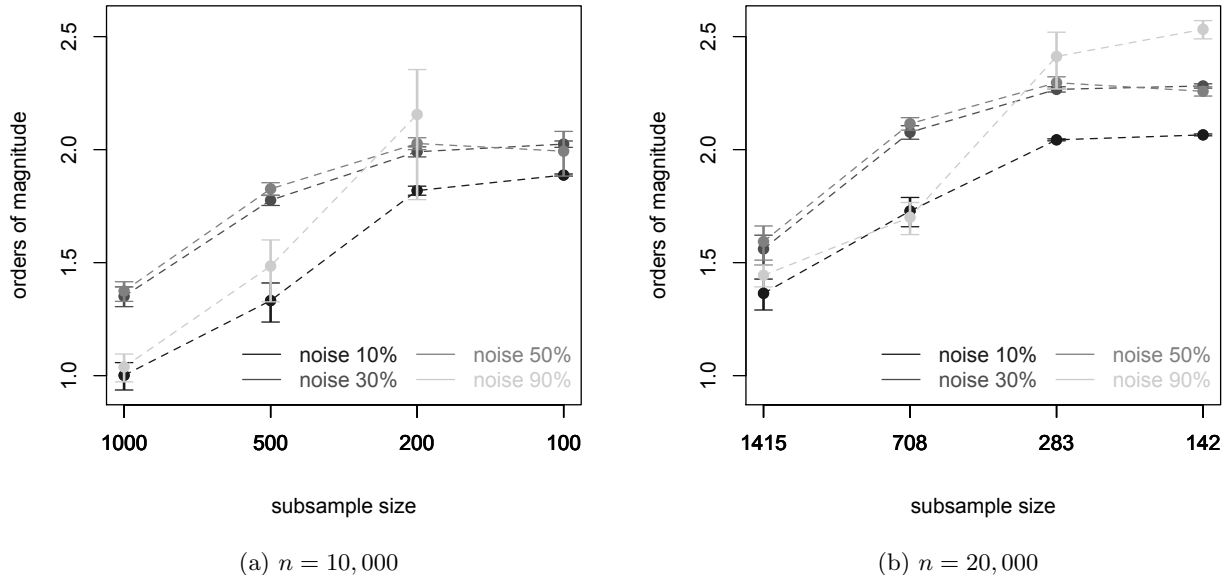 2.5
2.0
1.5
1.0
orders of magnitude
noise 10%
noise 50%
noise 30%
noise 90%
1000
500
200
100
subsample size
(a) n = 10,000
2.5
2.0
1.5
1.0
orders of magnitude
noise 10%
noise 50%
noise 30%
noise 90%
1415
708
283
142
subsample size
(b) n = 20,000